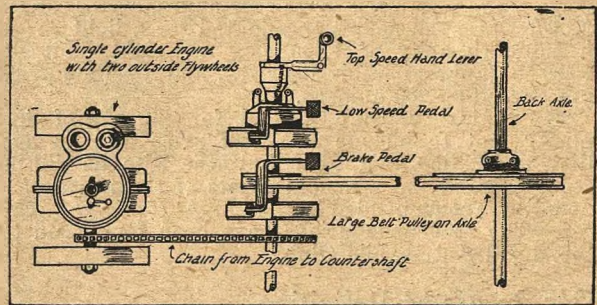 Single cylinder Engine
with two outside Flywheels
Top Speed Hand Lever
Low Speed Pedal
Back Axle.
Brake Pedal
Large Belt Pulley on Axle.
Chain from Engine to Countershaft